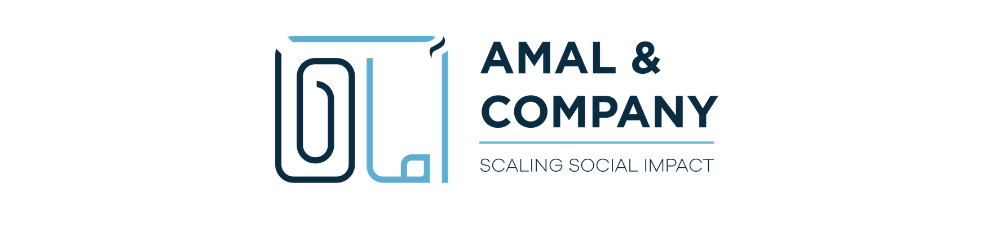 AMAL &
COMPANY
SCALING SOCIAL IMPACT